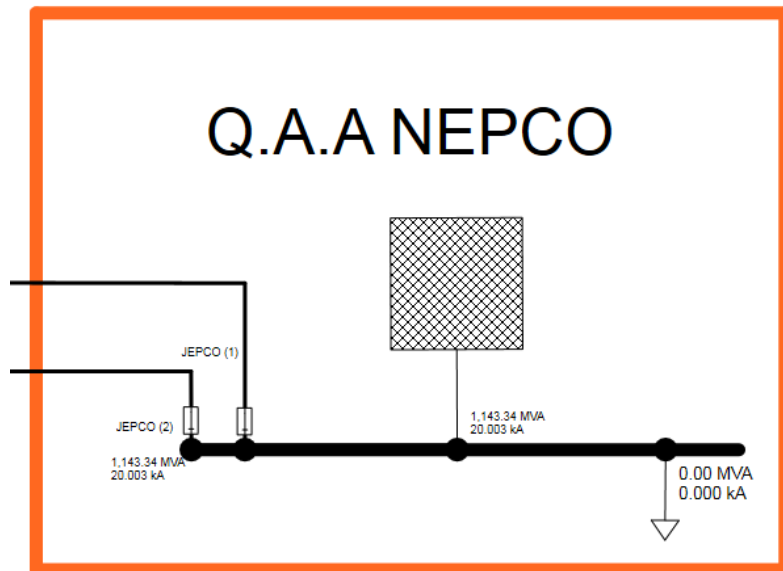 Q.A.A NEPCO
JEPCO (1)
JEPCO (2)
1,143.34 MVA
20.003 kA
1,143.34 MVA
20.003 kA
0.00 MVA
0.000 kA